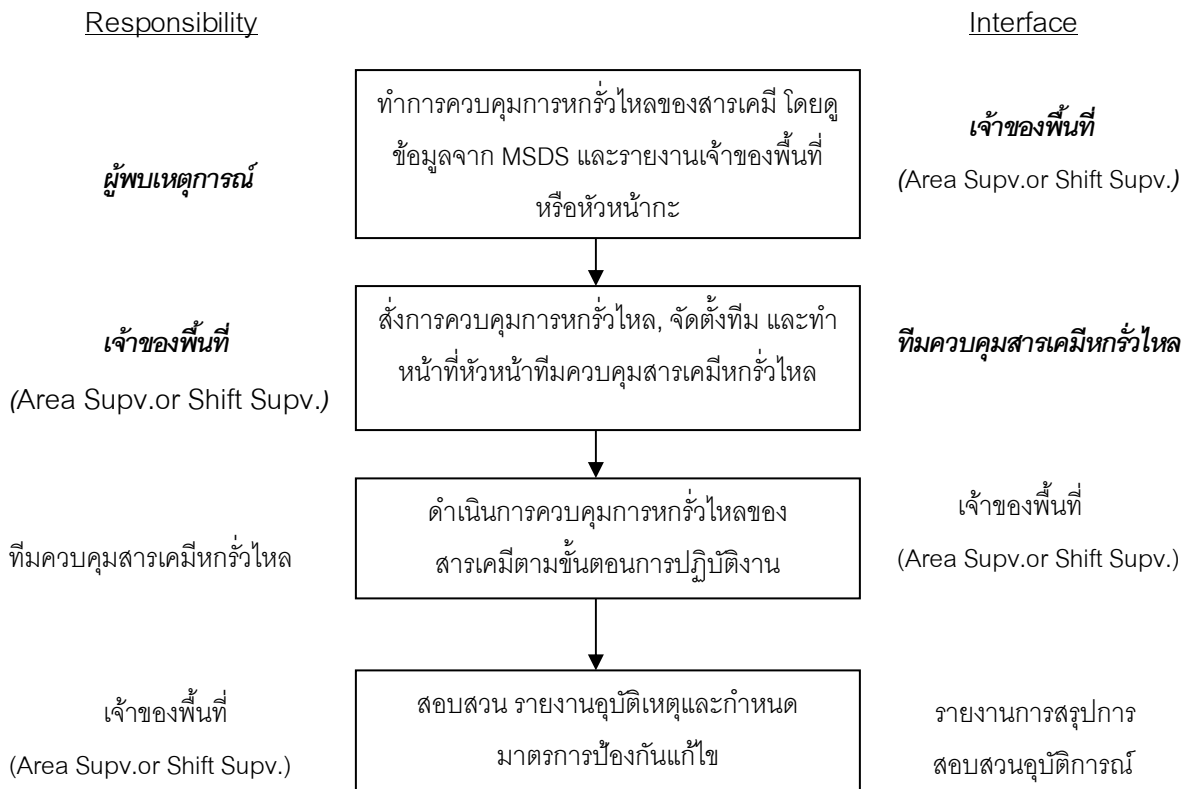 Responsibility
Interface
ผู้พบเหตุการณ์
ทำการควบคุมการหกรั่วไหลของสารเคมี โดยดู
ข้อมูลจาก MSDS และรายงานเจ้าของพื้นที่
หรือหัวหน้ากะ
เจ้าของพื้นที่
(Area Supv.or Shift Supv.)
เจ้าของพื้นที่
(Area Supv.or Shift Supv.)
สั่งการควบคุมการหกรั่วไหล, จัดตั้งทีม และทำ
หน้าที่หัวหน้าทีมควบคุมสารเคมีหกรั่วไหล
ทีมควบคุมสารเคมีหกรั่วไหล
ทีมควบคุมสารเคมีหกรั่วไหล
ดำเนินการควบคุมการหกรั่วไหลของ
สารเคมีตามขั้นตอนการปฏิบัติงาน
เจ้าของพื้นที่
(Area Supv.or Shift Supv.)
เจ้าของพื้นที่
(Area Supv.or Shift Supv.)
สอบสวน รายงานอุบัติเหตุและกำหนด
มาตรการป้องกันแก้ไข
รายงานการสรุปการ
สอบสวนอุบัติการณ์